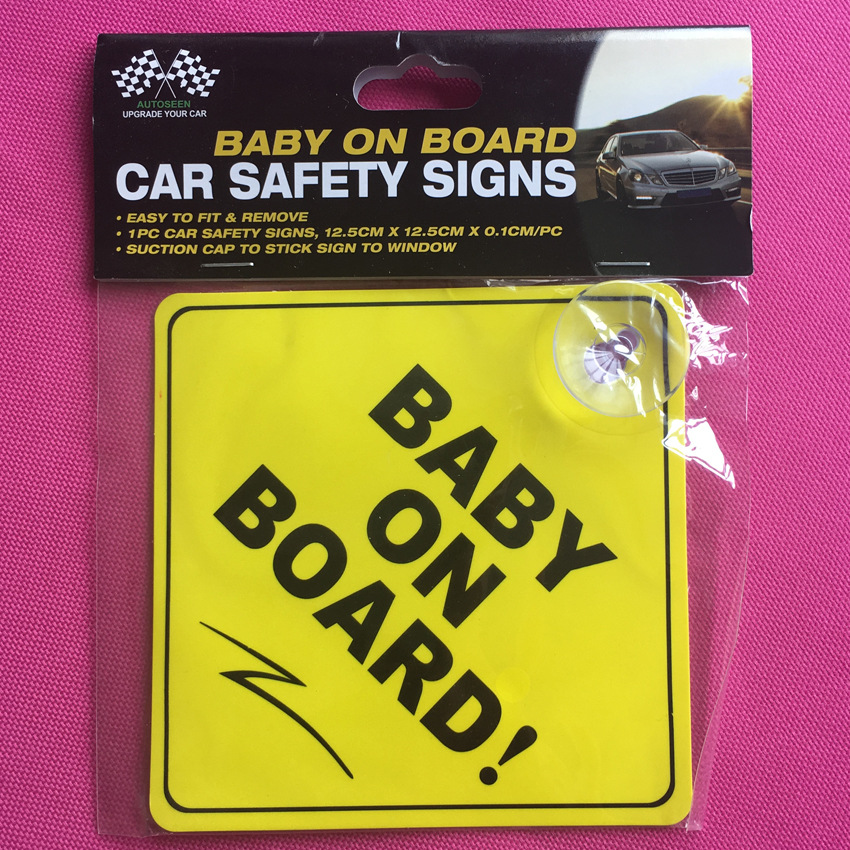 AUTOSEEN
UPGRADE YOUR CAR
BABY ON BOARD
CAR SAFETY SIGNS
• EASY TO FIT & REMOVE
• 1PC CAR SAFETY SIGNS, 12.5CM X 12.5CM X 0.1CM/PC
• SUCTION CAP TO STICK SIGN TO WINDOW
BABY
ON
BOARD!